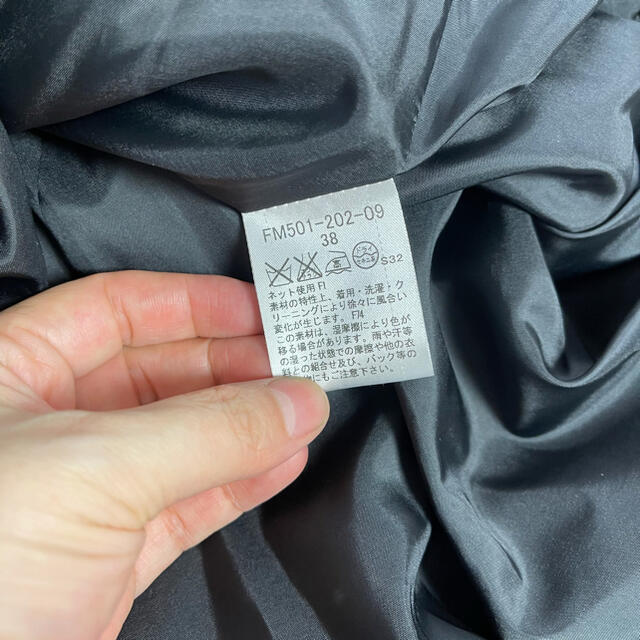 FM501-202-09
38
S32
ネット使用 F1
素材の特性上、着用・洗濯・ク
リーニングにより徐々に風合い
変化が生じます。 F74
この素材は、湿摩擦により色が
移る場合があります。雨や汗等
の湿った状態での摩擦や他の衣
料との組合せ及び、バック等の
にもご注意下さい。